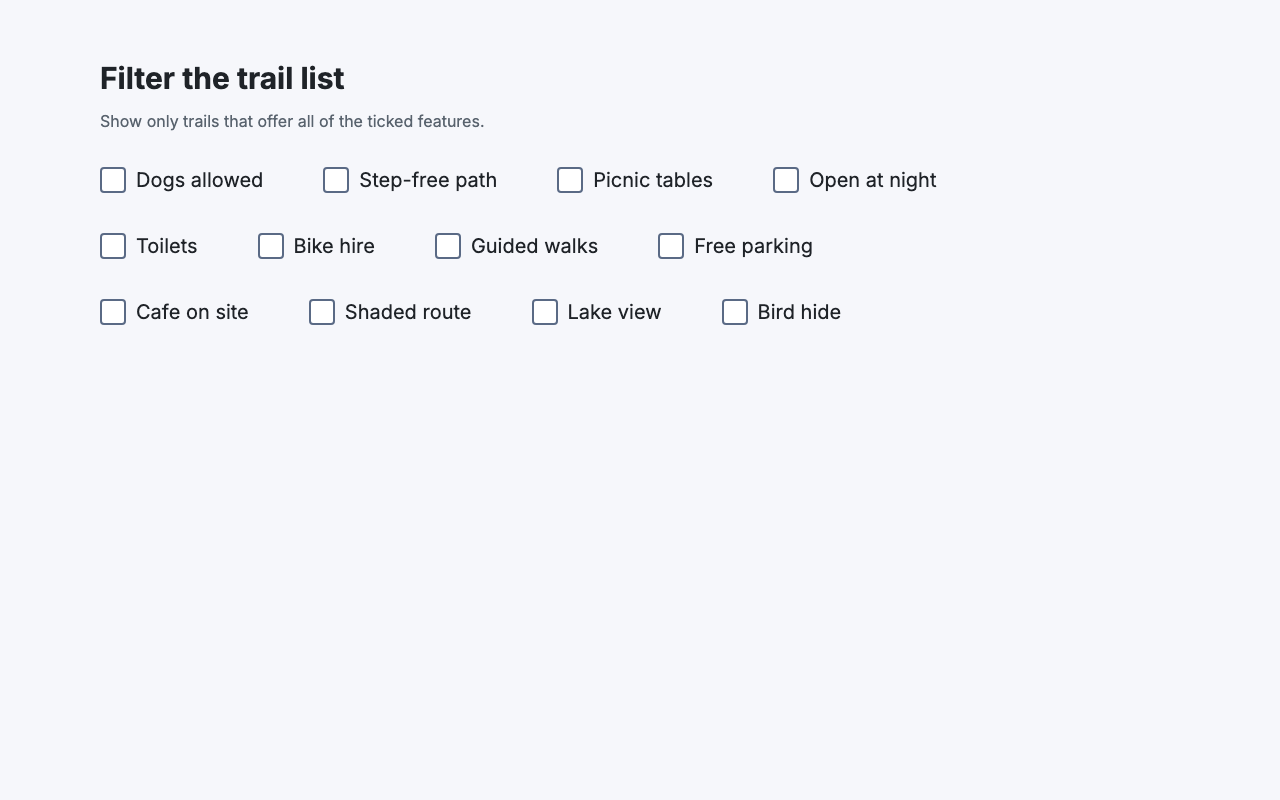 Filter the trail list
Show only trails that offer all of the ticked features.
Dogs allowed Step-free path Picnic tables Open at night
Toilets Bike hire Guided walks Free parking
Cafe on site Shaded route Lake view Bird hide